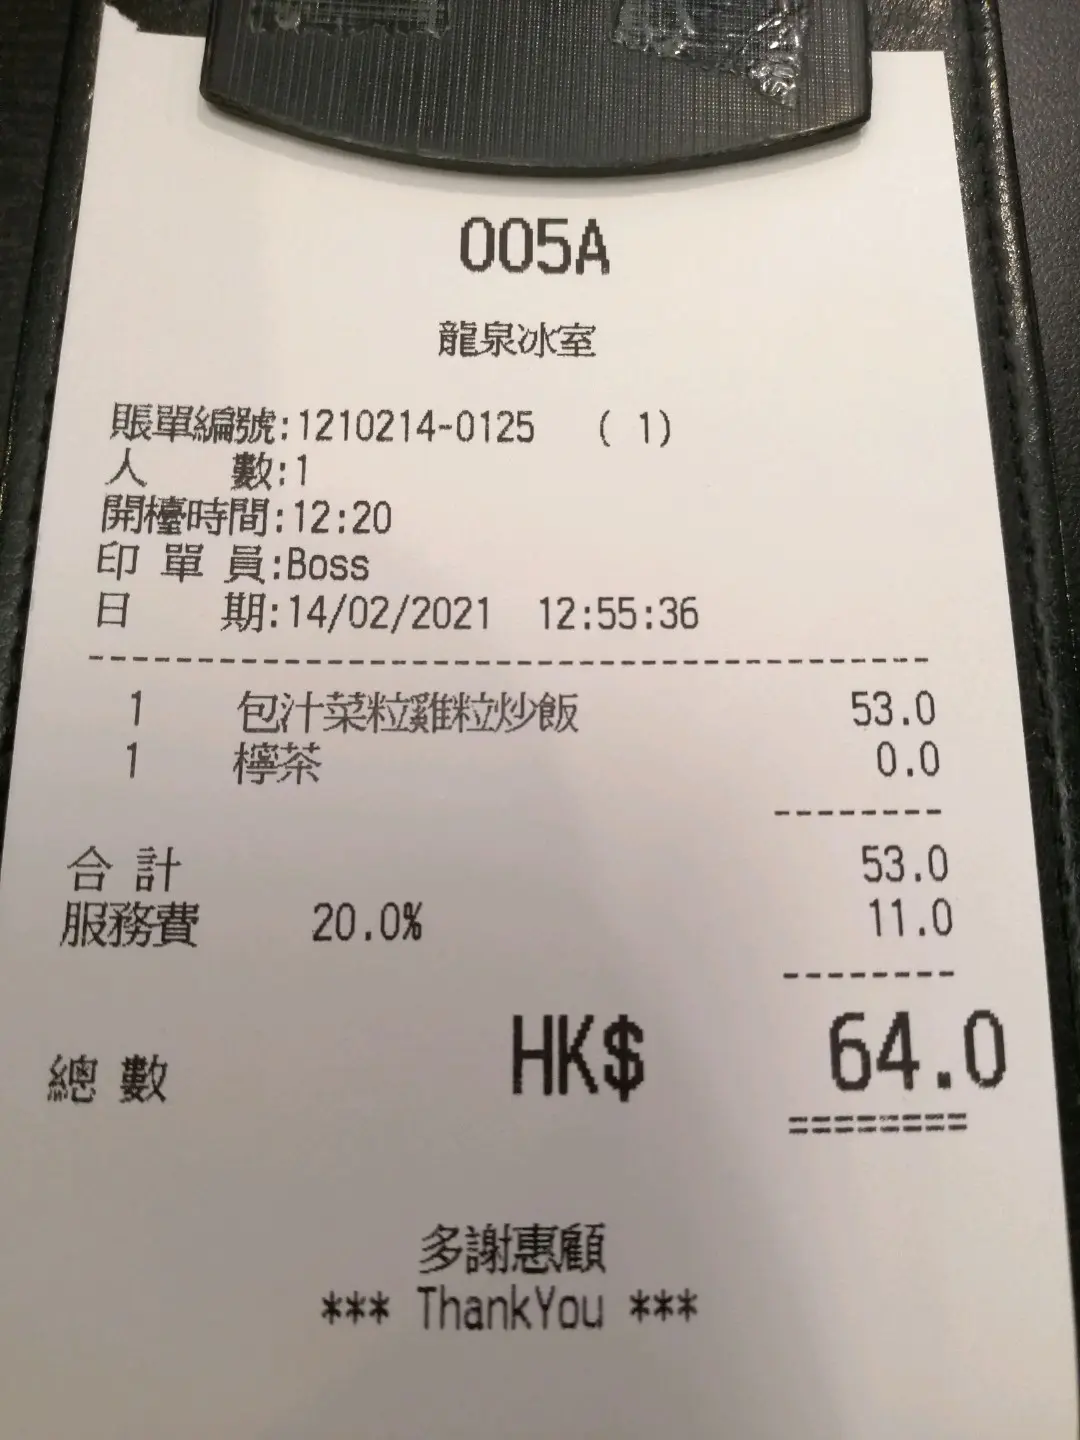 005A
龍泉冰室
賬單編號:1210214-0125 ( 1)
人 數:1
開檯時間:12:20
印 單 員:Boss
日 期:14/02/2021 12:55:36
1 包汁菜粒雞粒炒飯 53.0
1 檸茶 0.0
合 計 53.0
服務費 20.0% 11.0
總 數 HK$ 64.0
多謝惠顧
*** ThankYou ***